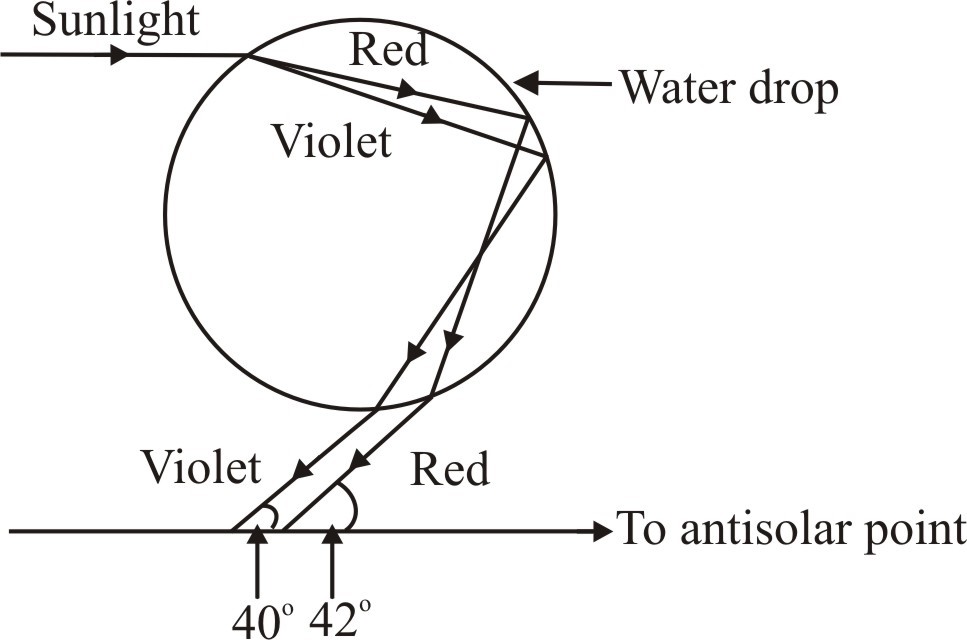 Sunlight
Red
Water drop
Violet
Violet
Red
To antisolar point
40° 42°